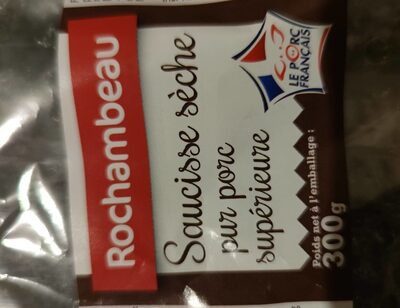 Rochambeau
Saucisse sèche
pur porc
supérieure
LE PORC
FRANÇAIS
Poids net à l'emballage :
300g